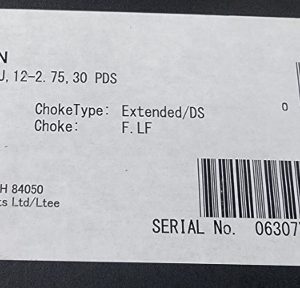 N
J,12-2.75,30 PDS
ChokeType: Extended/DS
0
Choke: F.LF
H 84050
ts Ltd/Ltee
SERIAL No. 06307